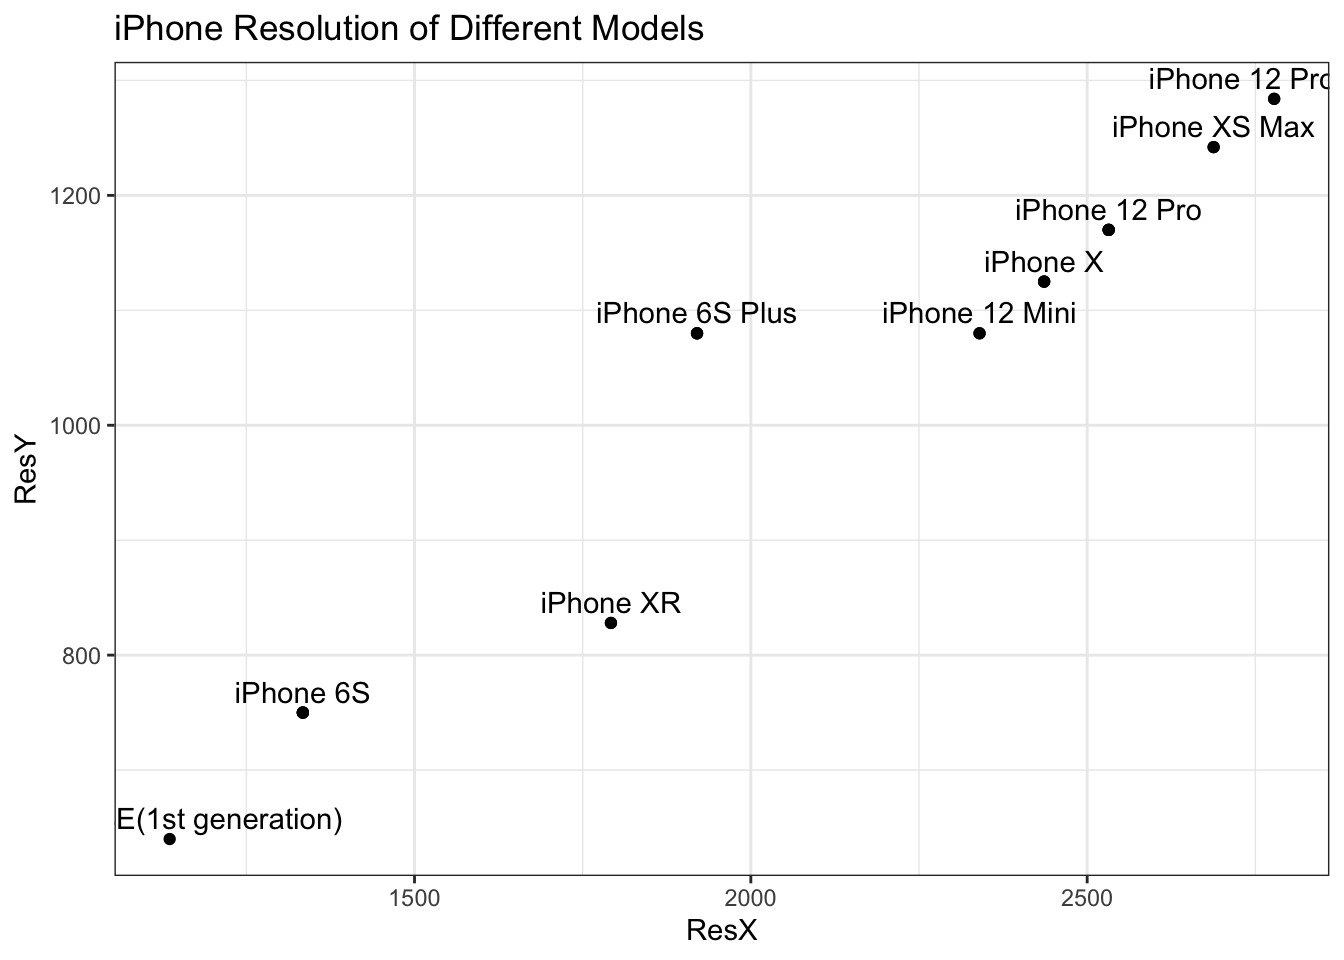 iPhone Resolution of Different Models
iPhone 12 Pro
iPhone XS Max
1200
iPhone 12 Pro
iPhone X
iPhone 6S Plus
iPhone 12 Mini
1000
ResY
iPhone XR
800
iPhone 6S
E(1st generation)
1500
2000
2500
ResX